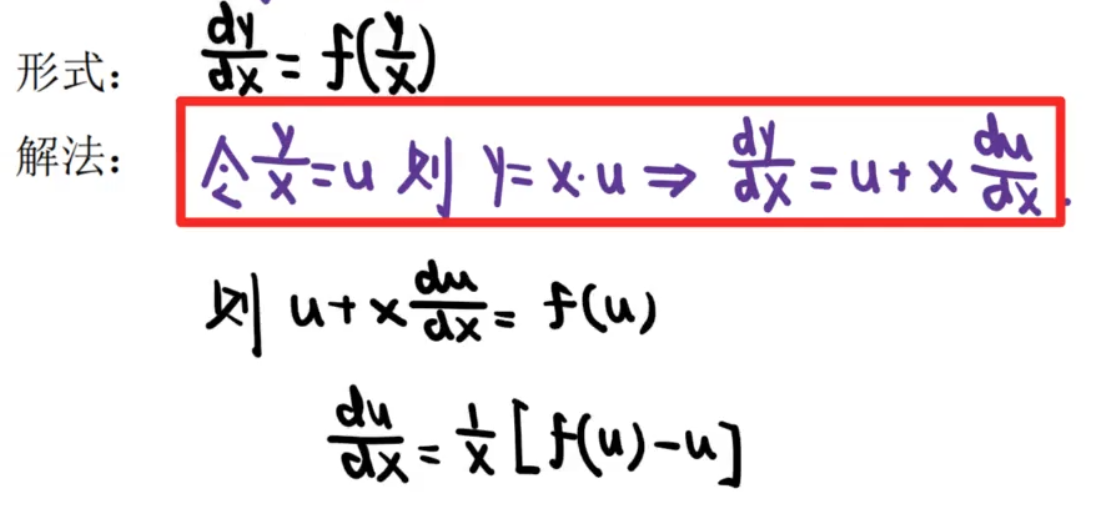 形式： dy/dx = f(y/x)
解法： 令 y/x = u 则 y = x·u ⇒ dy/dx = u + x du/dx.
则 u + x du/dx = f(u)
du/dx = 1/x [f(u) - u]